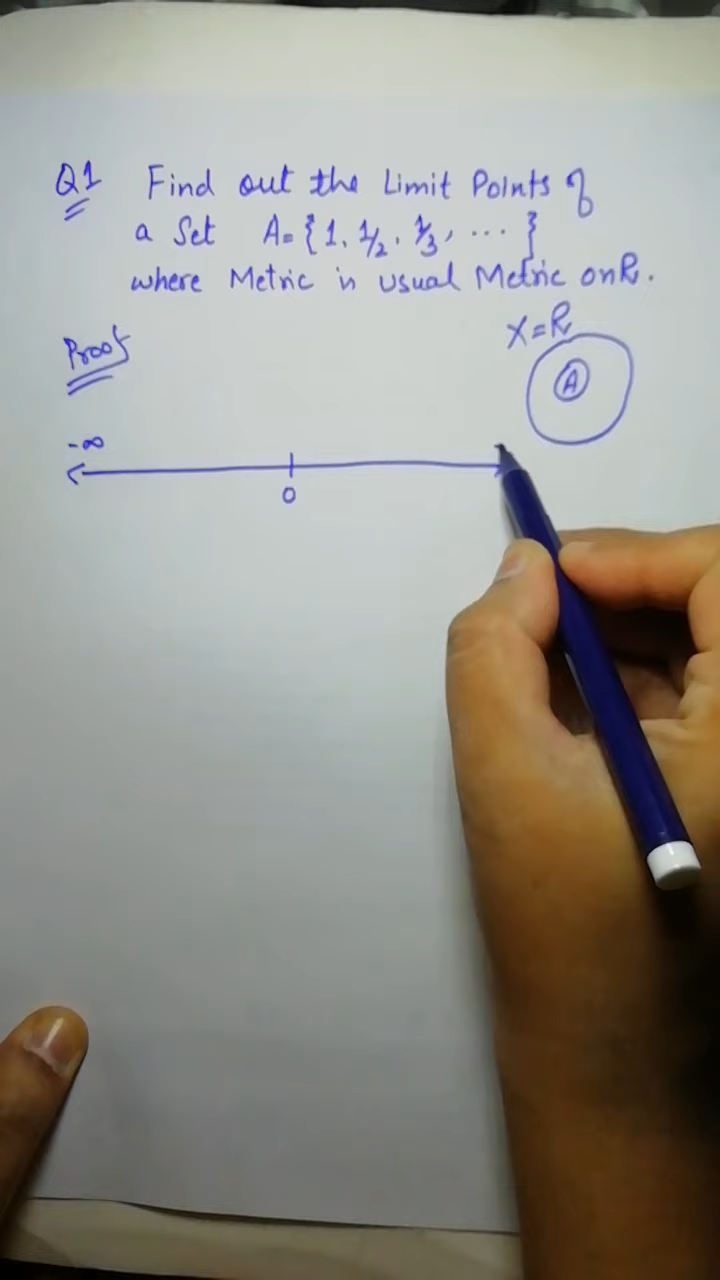 Q1 Find out the Limit Points of
a Set A = { 1, 1/2, 1/3, ... }
where Metric is usual Metric on R.
X = R
Proof
A
-∞
0